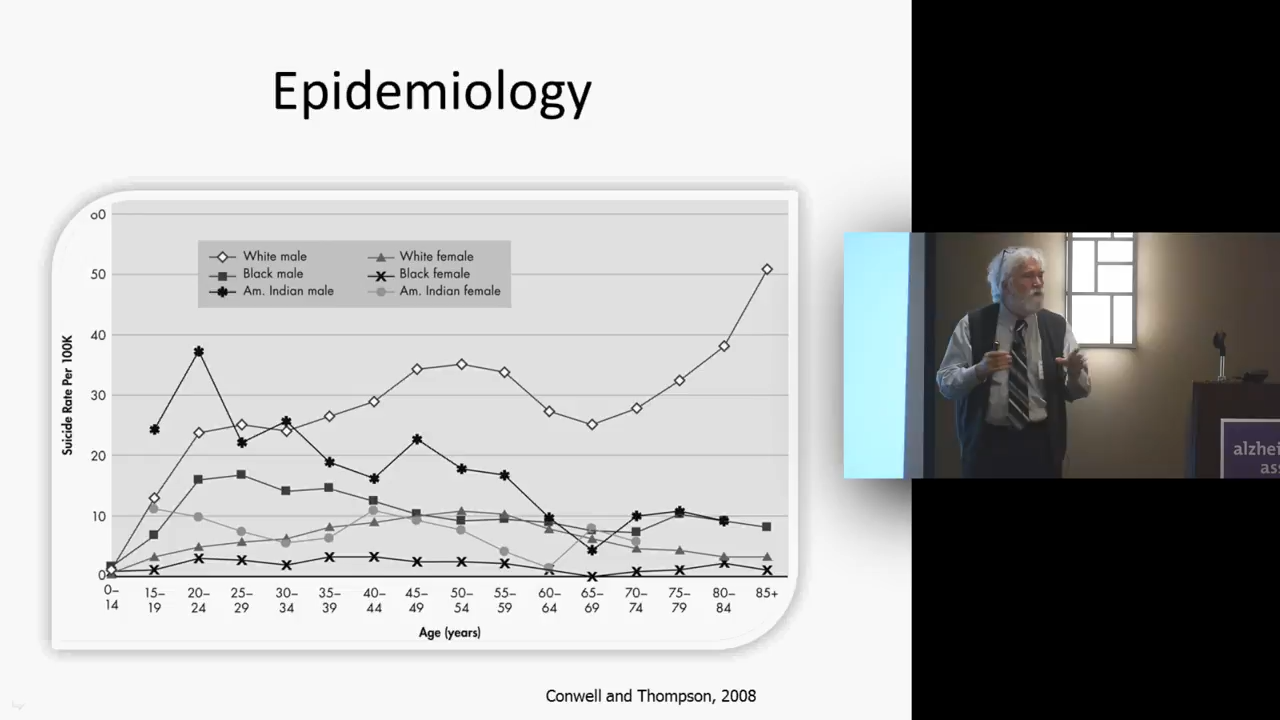 Epidemiology
60
50
40
30
20
10
0
White male
White female
Black male
Black female
Am. Indian male
Am. Indian female
Suicide Rate Per 100K
0–14
15–19
20–24
25–29
30–34
35–39
40–44
45–49
50–54
55–59
60–64
65–69
70–74
75–79
80–84
85+
Age (years)
Conwell and Thompson, 2008
alzhei
ass